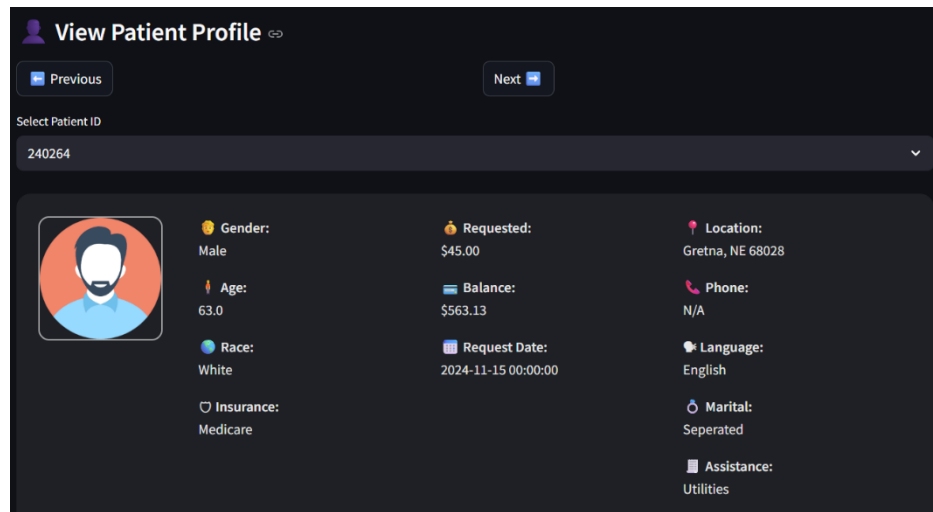 View Patient Profile
Previous
Next
Select Patient ID
240264
Gender:
Male
Age:
63.0
Race:
White
Insurance:
Medicare
Requested:
$45.00
Balance:
$563.13
Request Date:
2024-11-15 00:00:00
Location:
Gretna, NE 68028
Phone:
N/A
Language:
English
Marital:
Seperated
Assistance:
Utilities